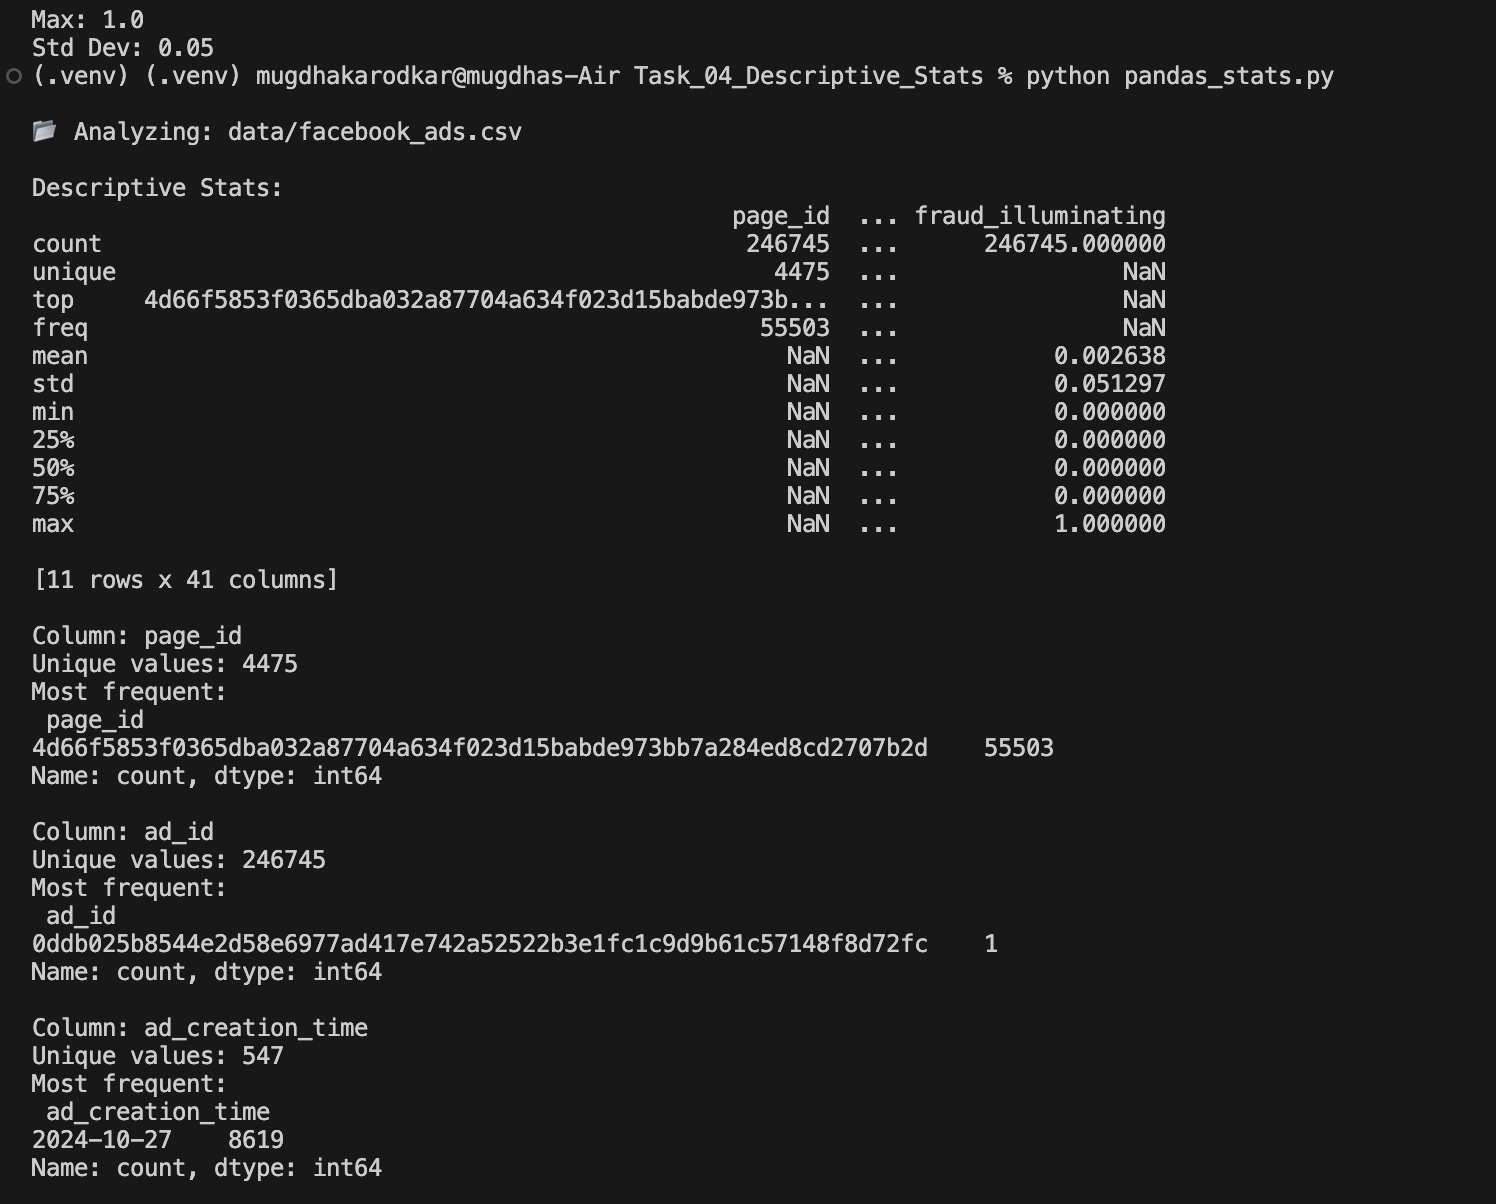 Max: 1.0
Std Dev: 0.05
(.venv) (.venv) mugdhakarodkar@mugdhas-Air Task_04_Descriptive_Stats % python pandas_stats.py
Analyzing: data/facebook_ads.csv
Descriptive Stats:
page_id ... fraud_illuminating
count 246745 ... 246745.000000
unique 4475 ... NaN
top 4d66f5853f0365dba032a87704a634f023d15babde973b... ... NaN
freq 55503 ... NaN
mean NaN ... 0.002638
std NaN ... 0.051297
min NaN ... 0.000000
25% NaN ... 0.000000
50% NaN ... 0.000000
75% NaN ... 0.000000
max NaN ... 1.000000
[11 rows x 41 columns]
Column: page_id
Unique values: 4475
Most frequent:
page_id
4d66f5853f0365dba032a87704a634f023d15babde973bb7a284ed8cd2707b2d 55503
Name: count, dtype: int64
Column: ad_id
Unique values: 246745
Most frequent:
ad_id
0ddb025b8544e2d58e6977ad417e742a52522b3e1fc1c9d9b61c57148f8d72fc 1
Name: count, dtype: int64
Column: ad_creation_time
Unique values: 547
Most frequent:
ad_creation_time
2024-10-27 8619
Name: count, dtype: int64